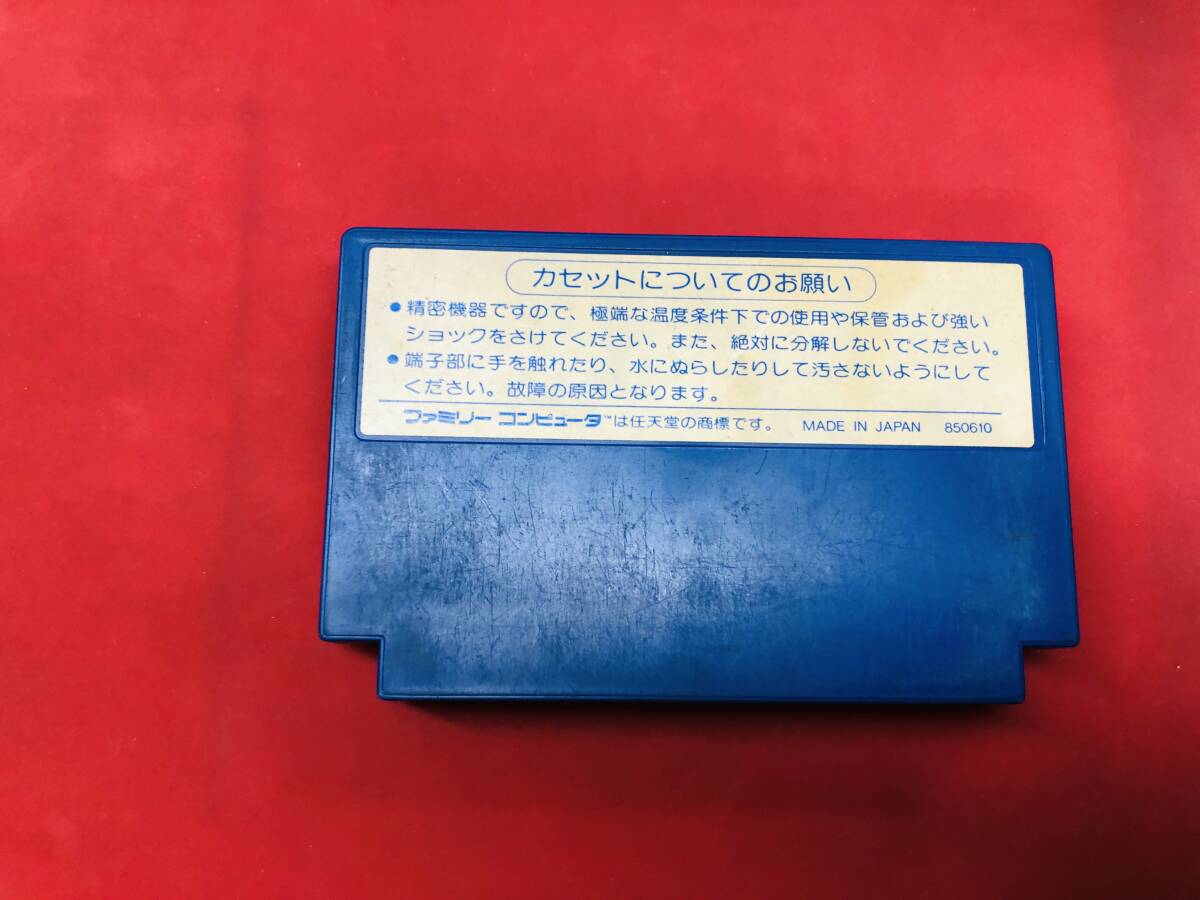 カセットについてのお願い
●精密機器ですので、極端な温度条件下での使用や保管および強い
ショックをさけてください。また、絶対に分解しないでください。
●端子部に手を触れたり、水にぬらしたりして汚さないようにして
ください。故障の原因となります。
ファミリー コンピュータ™は任天堂の商標です。 MADE IN JAPAN 850610